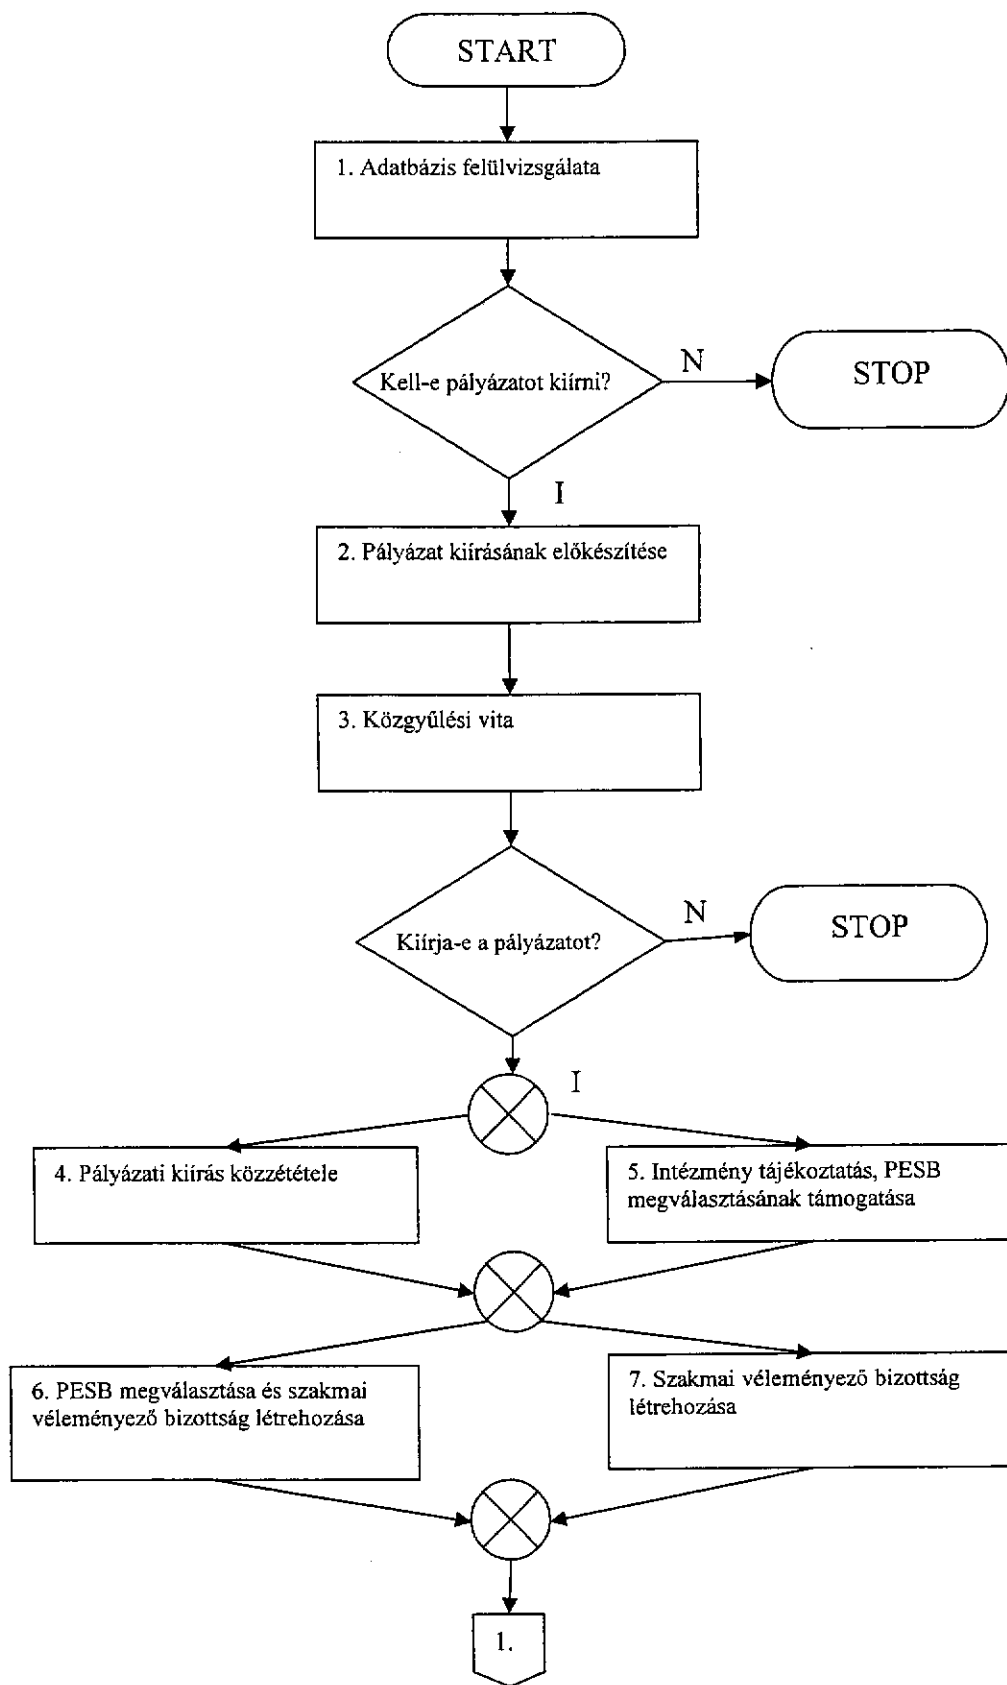 START
1. Adatbázis felülvizsgálata
Kell-e pályázatot kiírni?
N
STOP
I
2. Pályázat kiírásának előkészítése
3. Közgyűlési vita
Kiírja-e a pályázatot?
N
STOP
I
4. Pályázati kiírás közzététele
5. Intézmény tájékoztatás, PESB
megválasztásának támogatása
6. PESB megválasztása és szakmai
véleményező bizottság létrehozása
7. Szakmai véleményező bizottság
létrehozása
1.